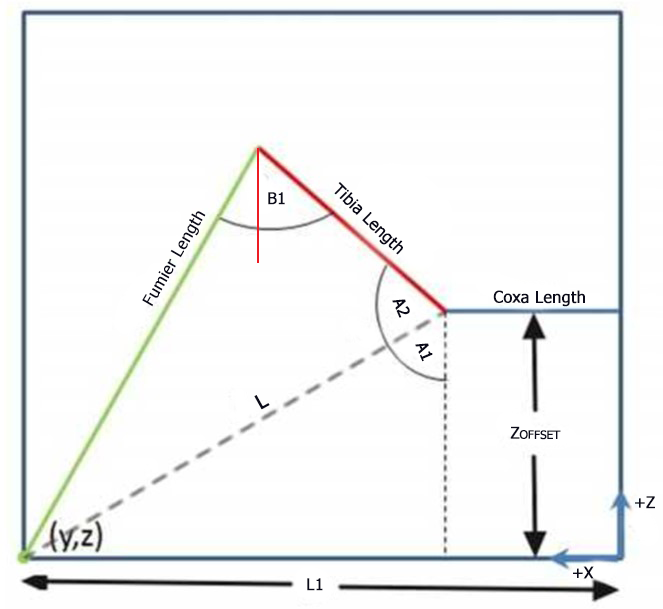 B1
Tibia Length
Fumier Length
Coxa Length
A2
A1
L
ZOFFSET
(y,z)
+Z
+X
L1